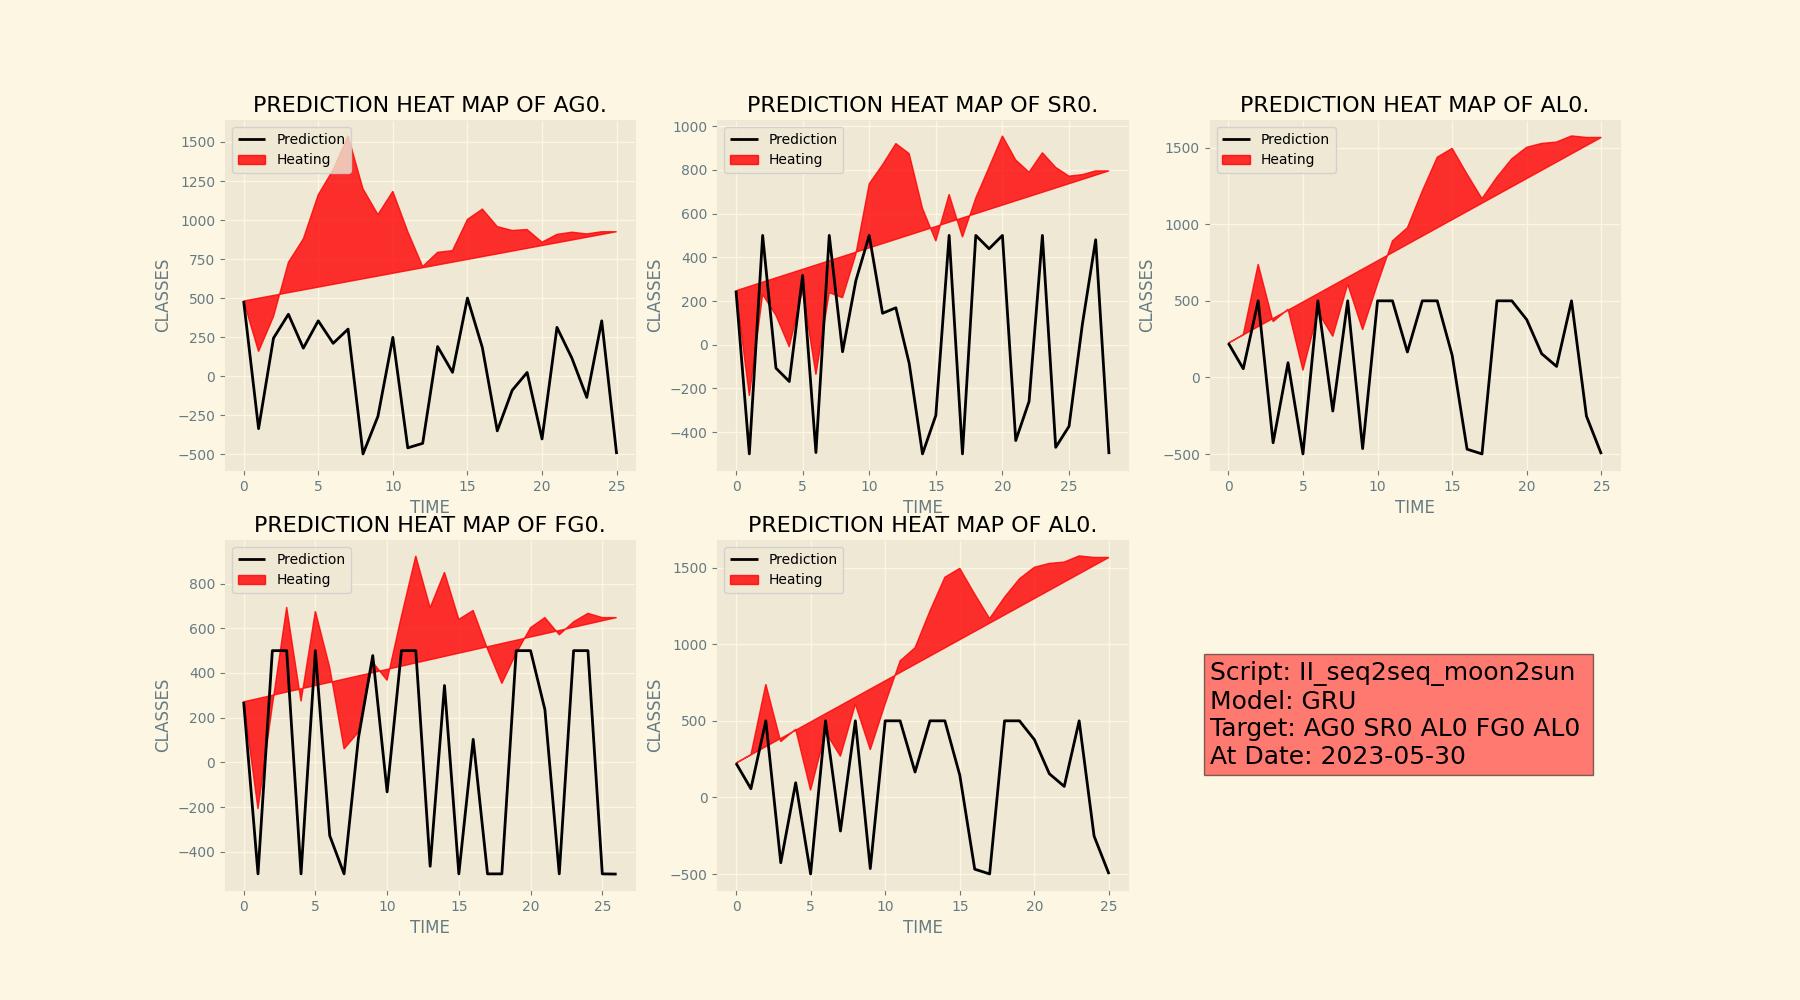 PREDICTION HEAT MAP OF AG0.
Prediction
Heating
1500
1250
1000
750
500
250
0
−250
−500
CLASSES
0 5 10 15 20 25
TIME
PREDICTION HEAT MAP OF SR0.
Prediction
Heating
1000
800
600
400
200
0
−200
−400
CLASSES
0 5 10 15 20 25
TIME
PREDICTION HEAT MAP OF AL0.
Prediction
Heating
1500
1000
500
0
−500
CLASSES
0 5 10 15 20 25
TIME
PREDICTION HEAT MAP OF FG0.
Prediction
Heating
800
600
400
200
0
−200
−400
CLASSES
0 5 10 15 20 25
TIME
PREDICTION HEAT MAP OF AL0.
Prediction
Heating
1500
1000
500
0
−500
CLASSES
0 5 10 15 20 25
TIME
Script: II_seq2seq_moon2sun
Model: GRU
Target: AG0 SR0 AL0 FG0 AL0
At Date: 2023-05-30